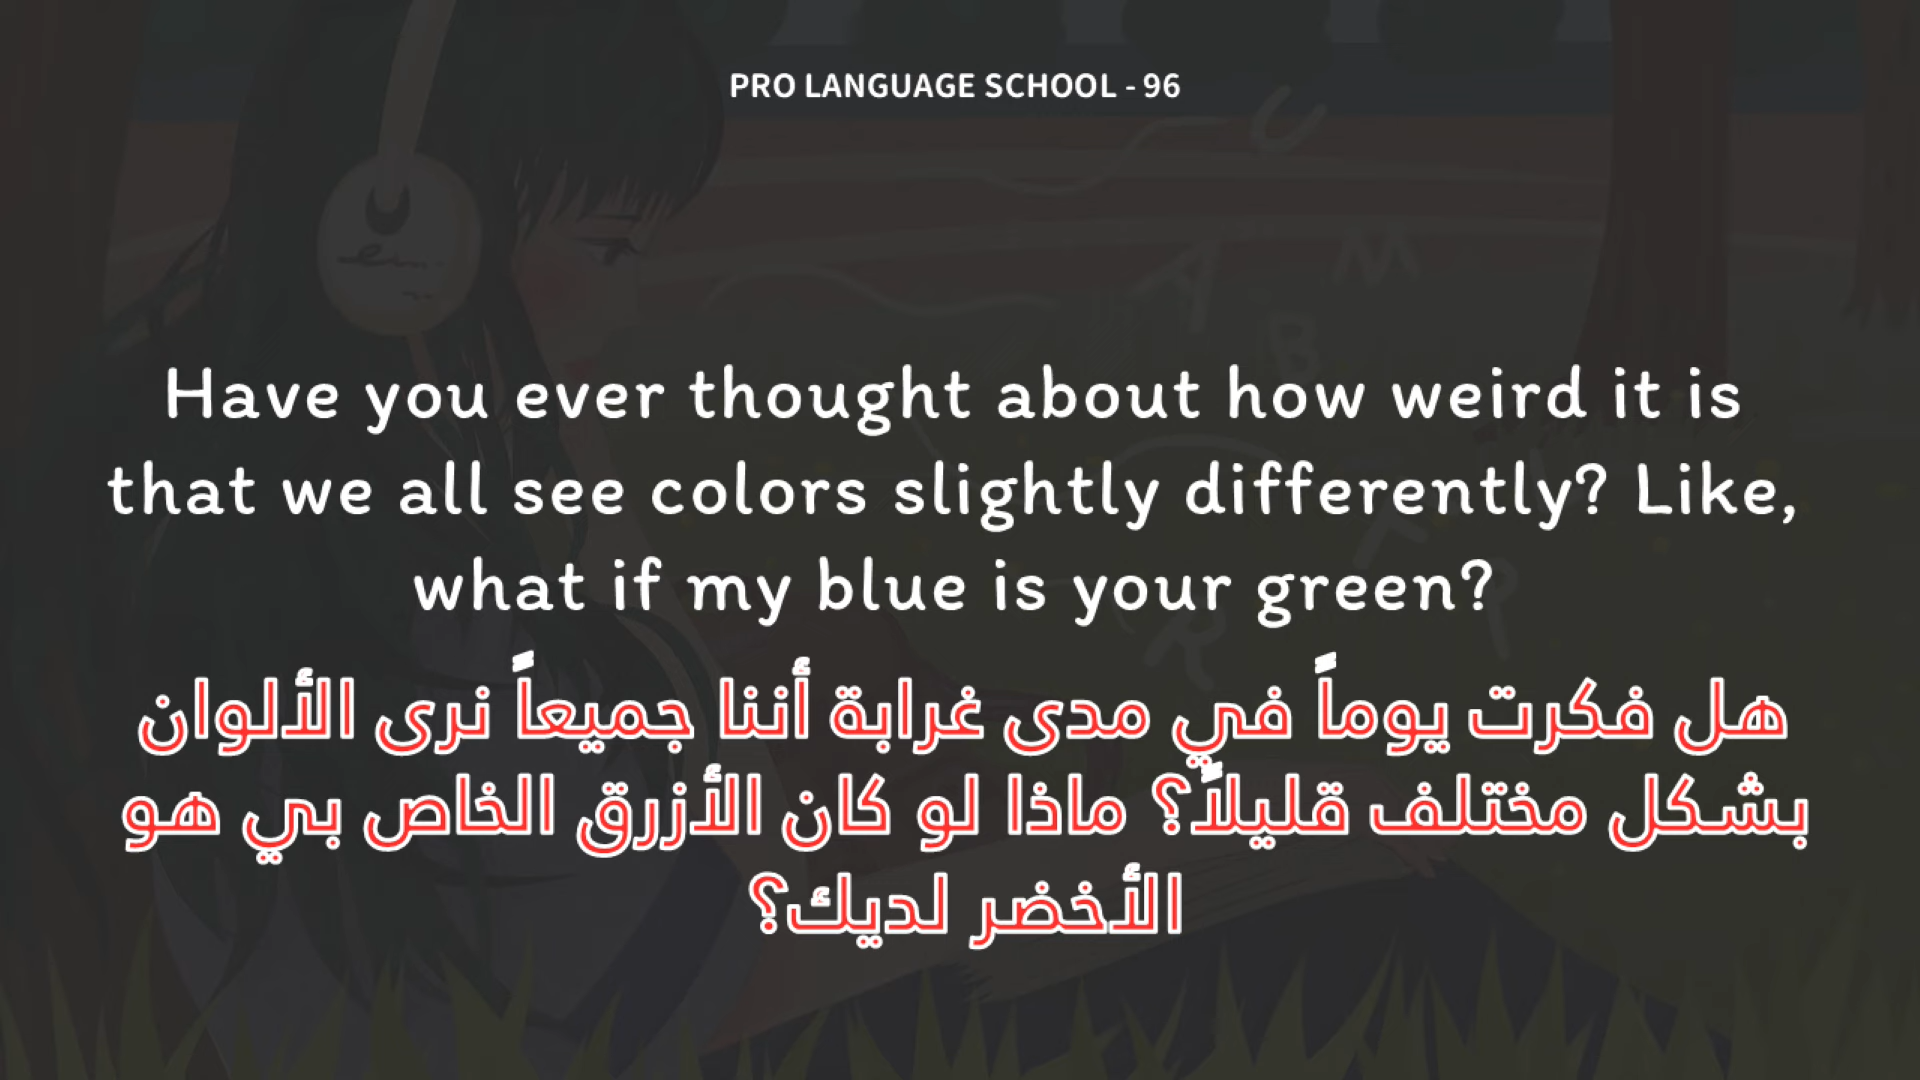 PRO LANGUAGE SCHOOL - 96
Have you ever thought about how weird it is
that we all see colors slightly differently? Like,
what if my blue is your green?
هل فكرت يوماً في مدى غرابة أننا جميعاً نرى الألوان
بشكل مختلف قليلاً؟ ماذا لو كان الأزرق الخاص بي هو
الأخضر لديك؟